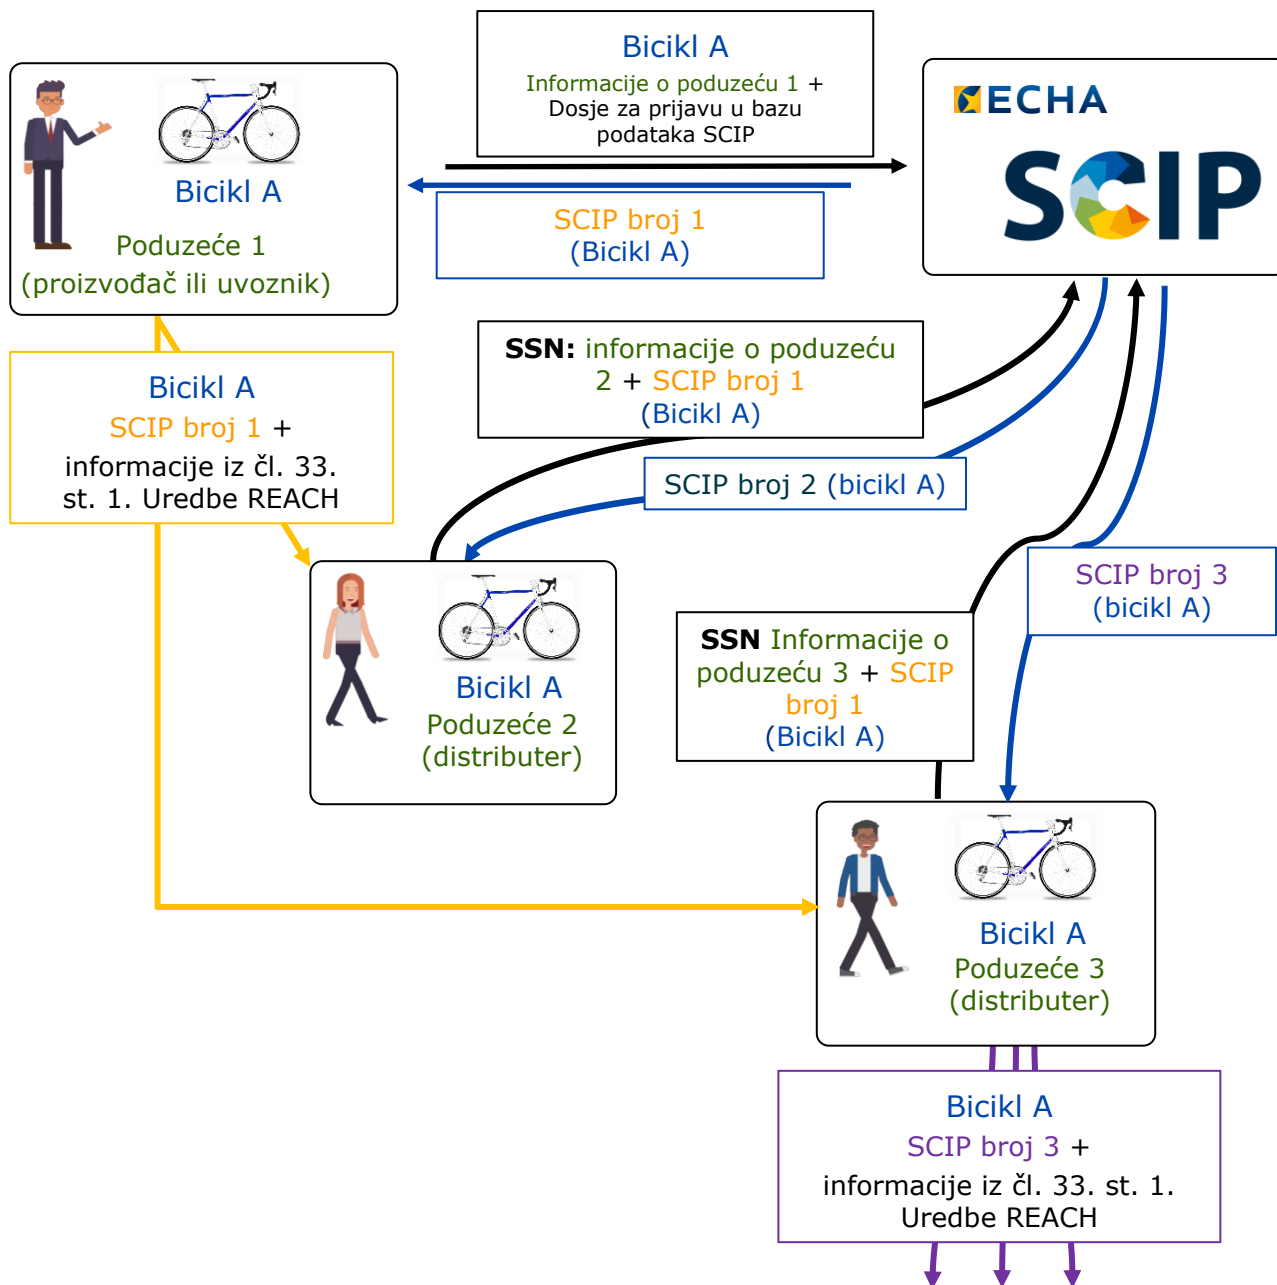 Bicikl A
Informacije o poduzeću 1 +
Dosje za prijavu u bazu
podataka SCIP
ECHA
SCIP
Bicikl A
Poduzeće 1
(proizvođač ili uvoznik)
SCIP broj 1
(Bicikl A)
SSN: informacije o poduzeću
2 + SCIP broj 1
(Bicikl A)
Bicikl A
SCIP broj 1 +
informacije iz čl. 33.
st. 1. Uredbe REACH
SCIP broj 2 (bicikl A)
SCIP broj 3
(bicikl A)
Bicikl A
Poduzeće 2
(distributer)
SSN Informacije o
poduzeću 3 + SCIP
broj 1
(Bicikl A)
Bicikl A
Poduzeće 3
(distributer)
Bicikl A
SCIP broj 3 +
informacije iz čl. 33. st. 1.
Uredbe REACH